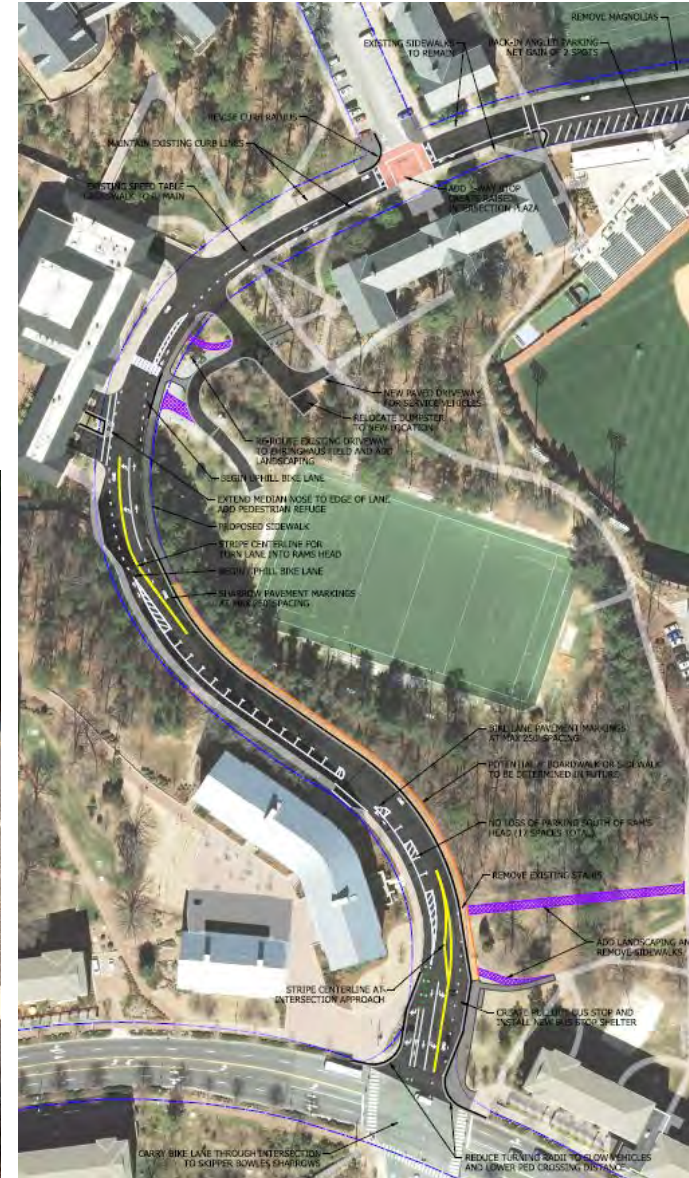 REMOVE MAGNOLIAS
EXISTING SIDEWALKS
TO REMAIN
BACK-IN ANGLED PARKING
NET GAIN OF 2 SPOTS
REVISE CURB RADIUS
MAINTAIN EXISTING CURB LINES
EXISTING SPEED TABLE
CROSSWALK TO REMAIN
ADD 3-WAY STOP
CREATE RAISED
INTERSECTION PLAZA
NEW PAVED DRIVEWAY
FOR SERVICE VEHICLES
RELOCATE DUMPSTER
TO NEW LOCATION
RE-ROUTE EXISTING DRIVEWAY
TO EHRINGHAUS FIELD AND ADD
LANDSCAPING
BEGIN UPHILL BIKE LANE
EXTEND MEDIAN NOSE TO EDGE OF LANE
ADD PEDESTRIAN REFUGE
PROPOSED SIDEWALK
STRIPE CENTERLINE FOR
TURN LANE INTO RAMS HEAD
BEGIN UPHILL BIKE LANE
SHARROW PAVEMENT MARKINGS
AT MAX 250' SPACING
BIKE LANE PAVEMENT MARKINGS
AT MAX 250' SPACING
POTENTIAL 8' BOARDWALK OR SIDEWALK
TO BE DETERMINED IN FUTURE
NO LOSS OF PARKING SOUTH OF RAM'S
HEAD (17 SPACES TOTAL)
REMOVE EXISTING STAIRS
ADD LANDSCAPING AN
REMOVE SIDEWALKS
STRIPE CENTERLINE AT
INTERSECTION APPROACH
CREATE PULLOUT BUS STOP AND
INSTALL NEW BUS STOP SHELTER
CARRY BIKE LANE THROUGH INTERSECTION
TO SKIPPER BOWLES SHARROWS
REDUCE TURNING RADII TO SLOW VEHICLES
AND LOWER PED CROSSING DISTANCE